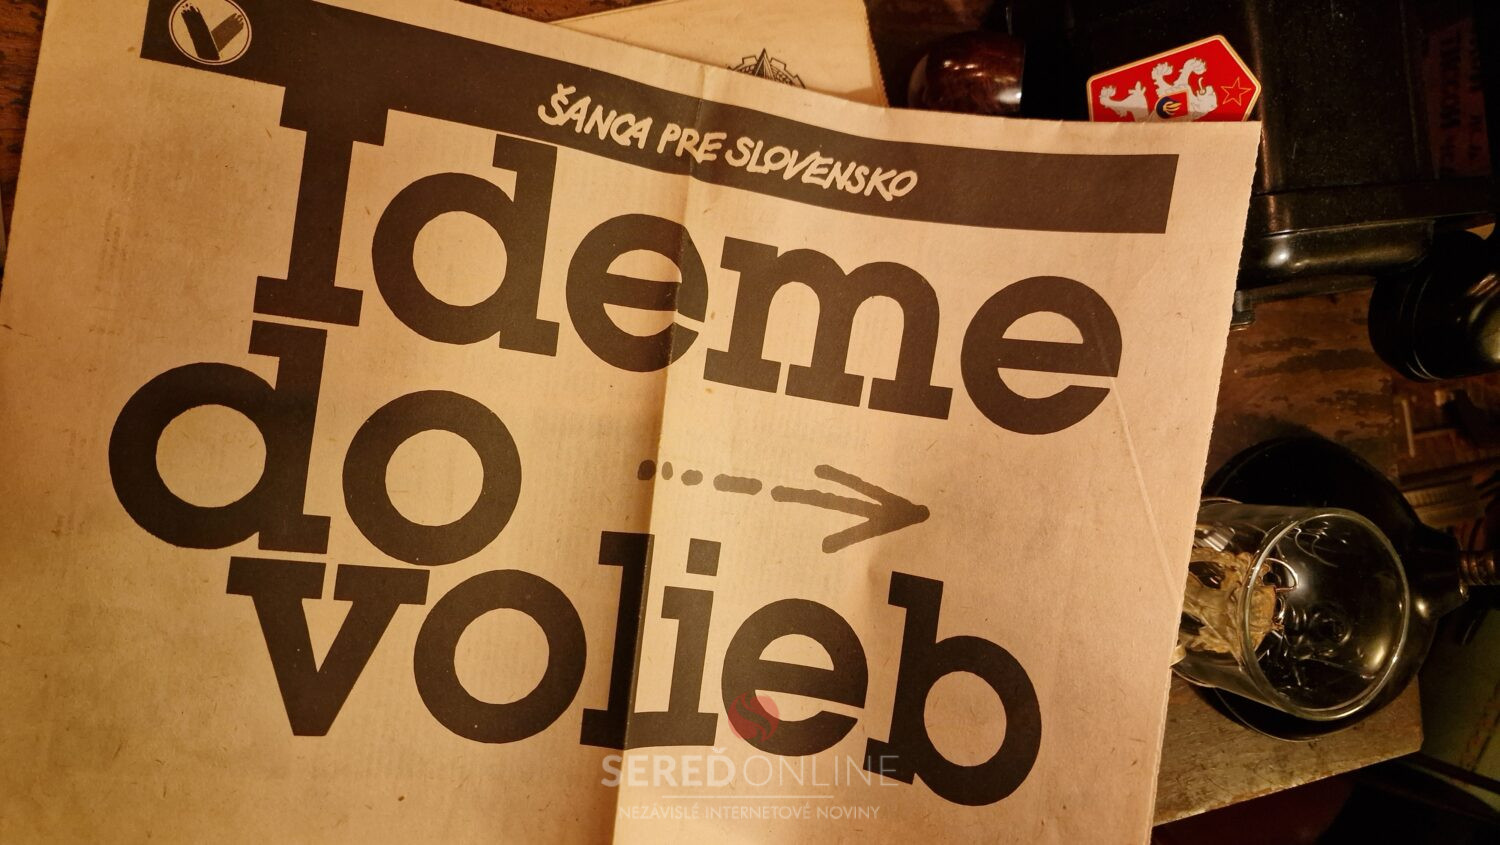 ŠANCA PRE SLOVENSKO
Ideme
do
volieb
SEREĎONLINE
NEZÁVISLÉ INTERNETOVÉ NOVINY